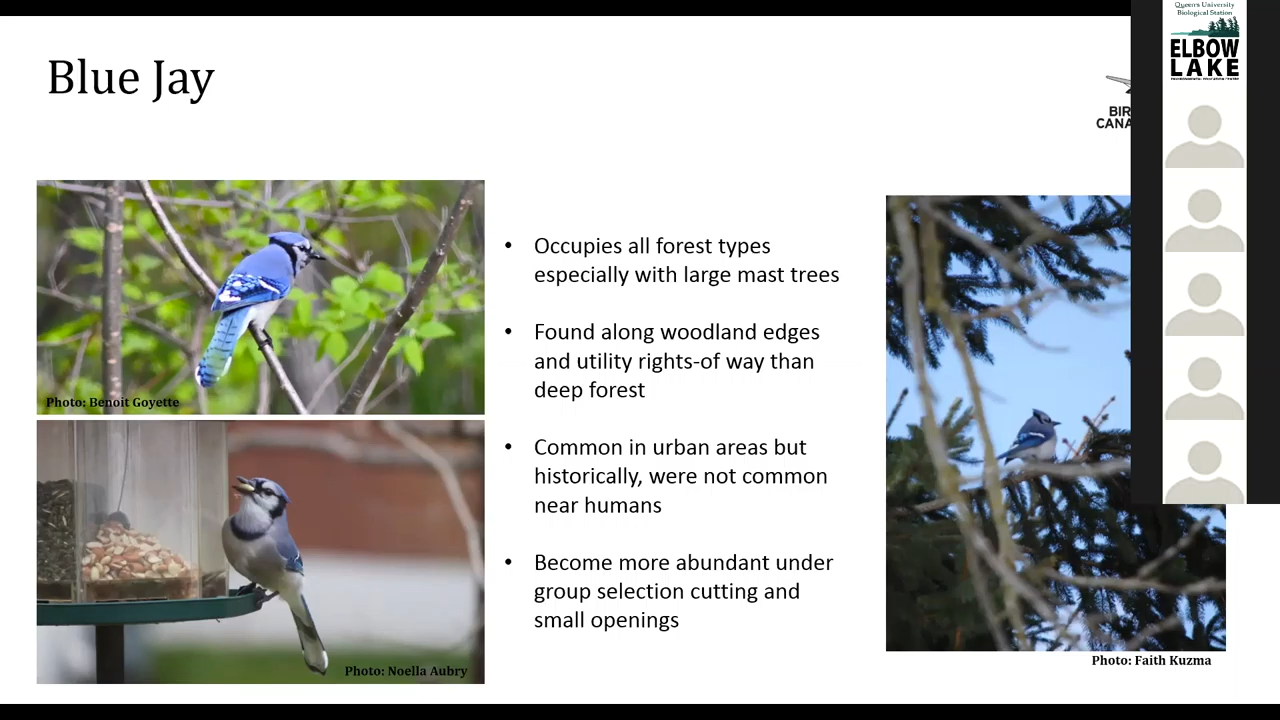 Blue Jay
Queen's University
Biological Station
ELBOW
LAKE
BIR
CANA
Photo: Benoit Goyette
Photo: Noella Aubry
• Occupies all forest types
especially with large mast trees
• Found along woodland edges
and utility rights-of way than
deep forest
• Common in urban areas but
historically, were not common
near humans
• Become more abundant under
group selection cutting and
small openings
Photo: Faith Kuzma